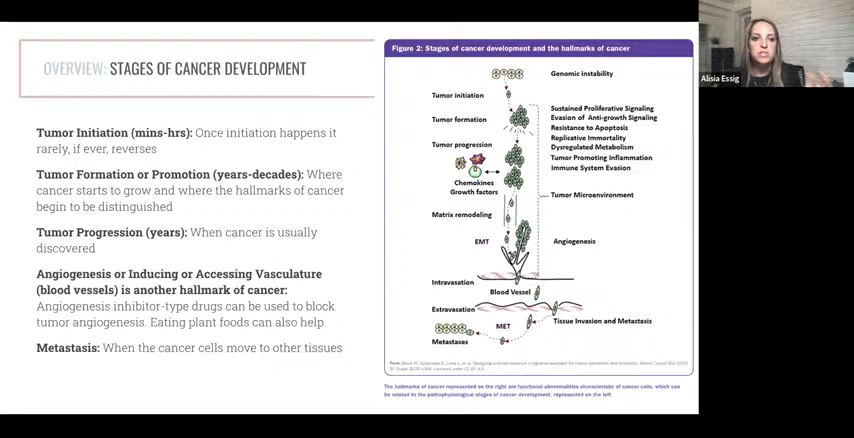 OVERVIEW: STAGES OF CANCER DEVELOPMENT
Tumor Initiation (mins-hrs): Once initiation happens it
rarely, if ever, reverses
Tumor Formation or Promotion (years-decades): Where
cancer starts to grow and where the hallmarks of cancer
begin to be distinguished
Tumor Progression (years): When cancer is usually
discovered
Angiogenesis or Inducing or Accessing Vasculature
(blood vessels) is another hallmark of cancer:
Angiogenesis inhibitor-type drugs can be used to block
tumor angiogenesis. Eating plant foods can also help.
Metastasis: When the cancer cells move to other tissues
Figure 2: Stages of cancer development and the hallmarks of cancer
Genomic instability
Tumor initiation
Sustained Proliferative Signaling
Tumor formation
Evasion of Anti-growth Signaling
Resistance to Apoptosis
Replicative Immortality
Tumor progression
Dysregulated Metabolism
Tumor Promoting Inflammation
Immune System Evasion
Chemokines
Growth factors
Tumor Microenvironment
Matrix remodeling
EMT
Angiogenesis
Intravasation
Blood Vessel
Extravasation
MET
Tissue Invasion and Metastasis
Metastases
The hallmarks of cancer represented on the right are functional abnormalities characteristic of cancer cells, which can
be related to the pathophysiological stages of cancer development, represented on the left
Alisia Essig